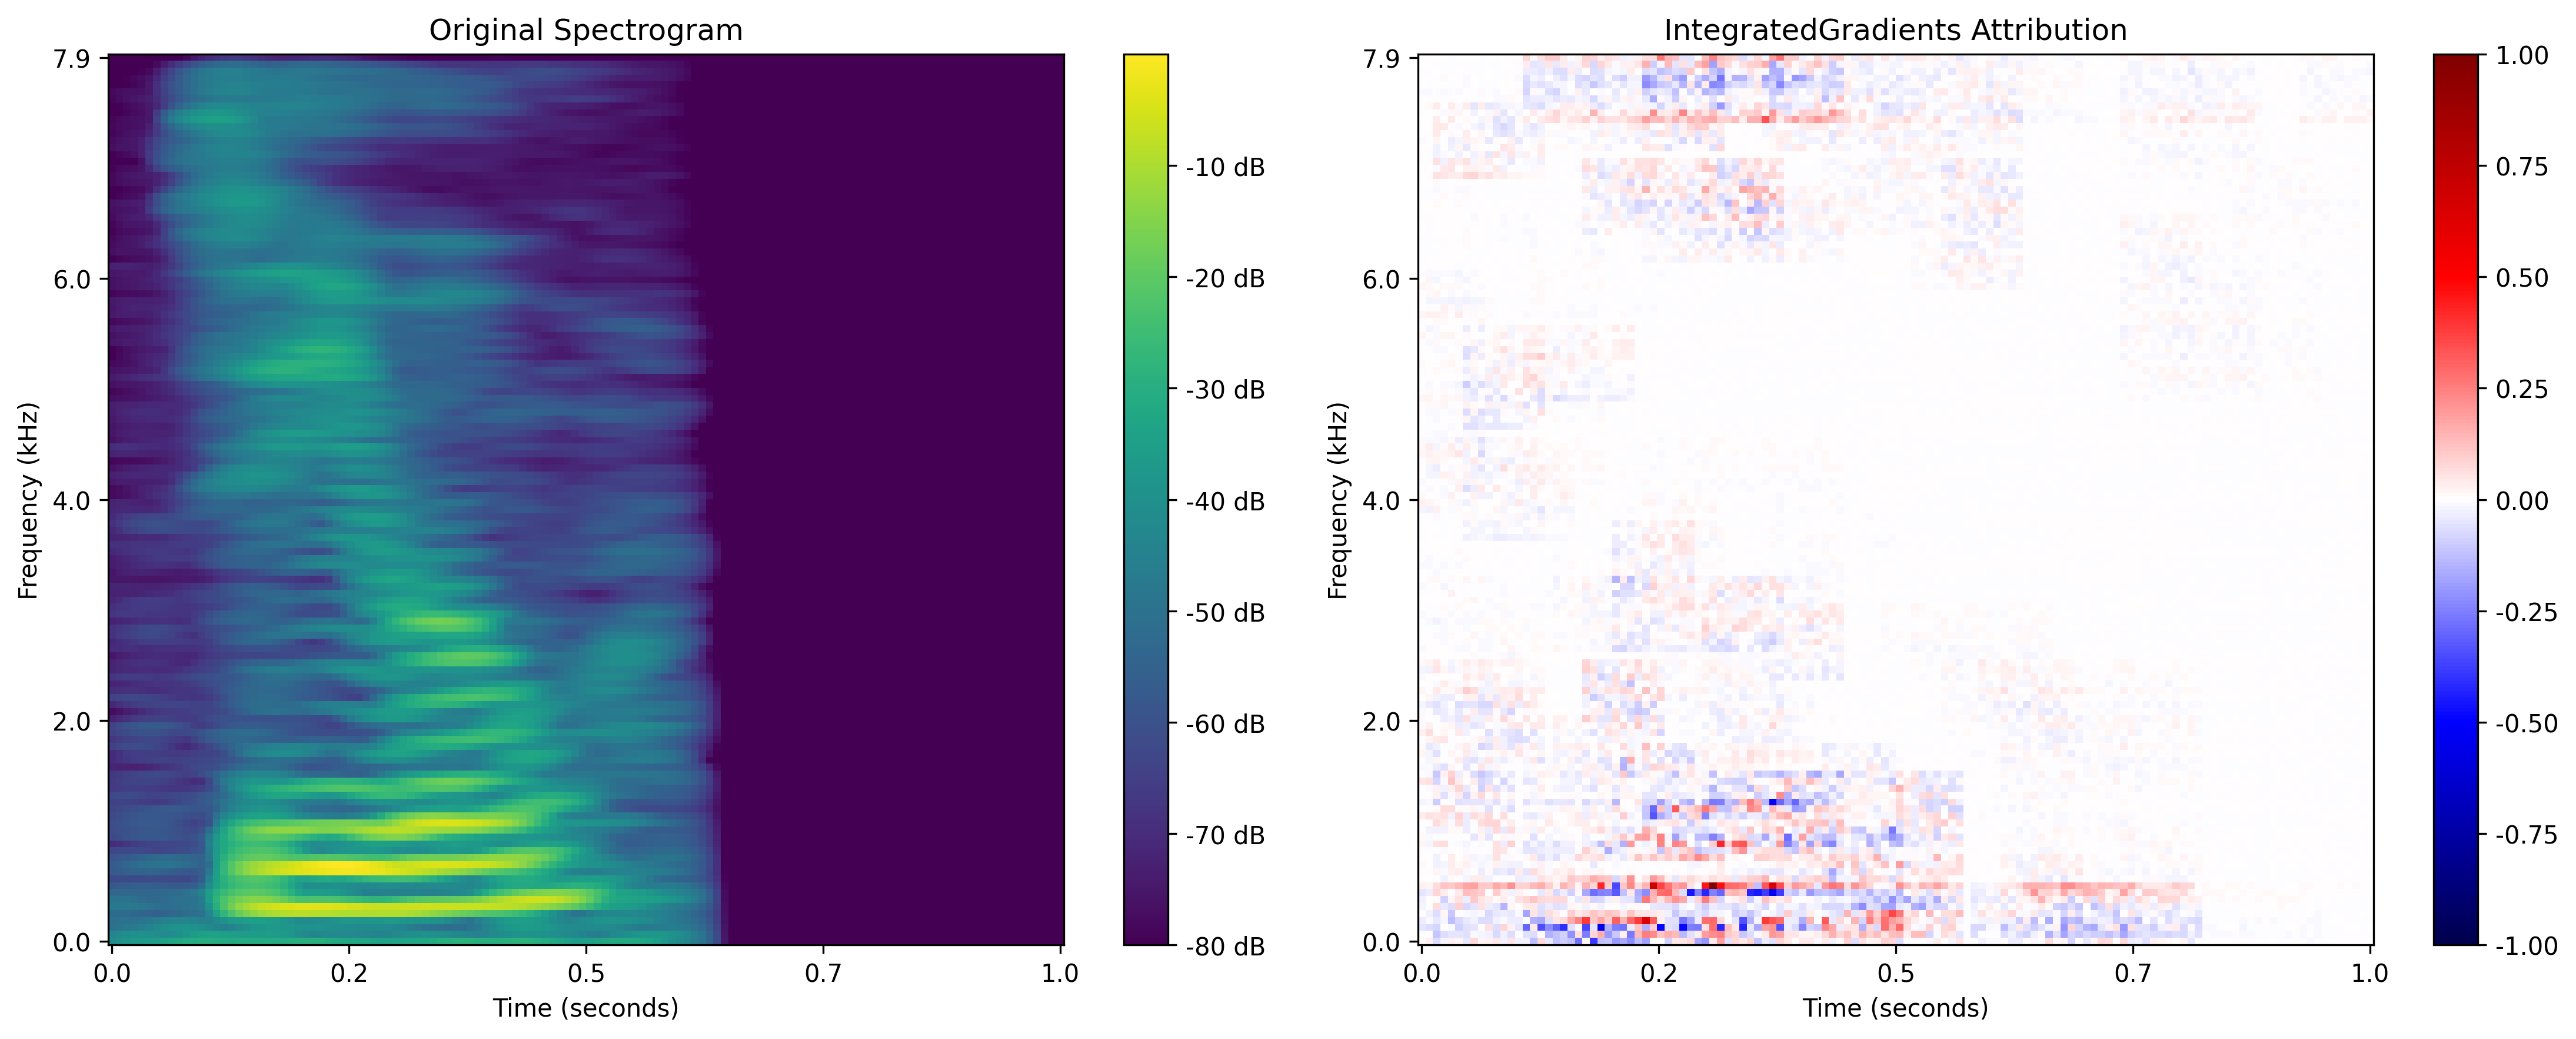 Original Spectrogram
7.9
6.0
4.0
2.0
0.0
Frequency (kHz)
0.0
0.2
0.5
0.7
1.0
Time (seconds)
-10 dB
-20 dB
-30 dB
-40 dB
-50 dB
-60 dB
-70 dB
-80 dB
IntegratedGradients Attribution
7.9
6.0
4.0
2.0
0.0
Frequency (kHz)
0.0
0.2
0.5
0.7
1.0
Time (seconds)
1.00
0.75
0.50
0.25
0.00
-0.25
-0.50
-0.75
-1.00